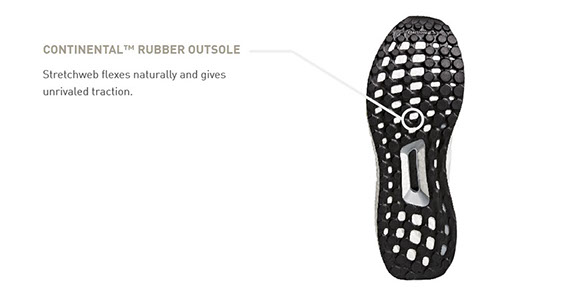 CONTINENTAL™ RUBBER OUTSOLE
Stretchweb flexes naturally and gives
unrivaled traction.